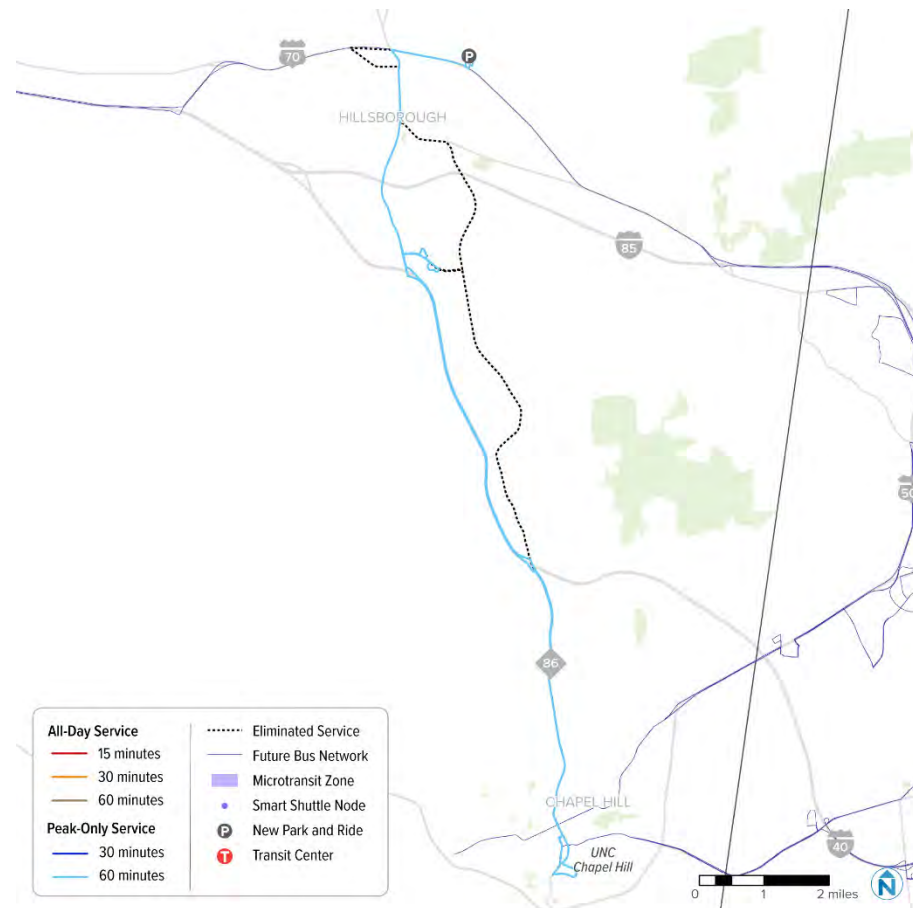 70
P
HILLSBOROUGH
85
50
86
CHAPEL HILL
UNC
Chapel Hill
40
All-Day Service
15 minutes
30 minutes
60 minutes
Peak-Only Service
30 minutes
60 minutes
Eliminated Service
Future Bus Network
Microtransit Zone
Smart Shuttle Node
P New Park and Ride
T Transit Center
0 1 2 miles
N